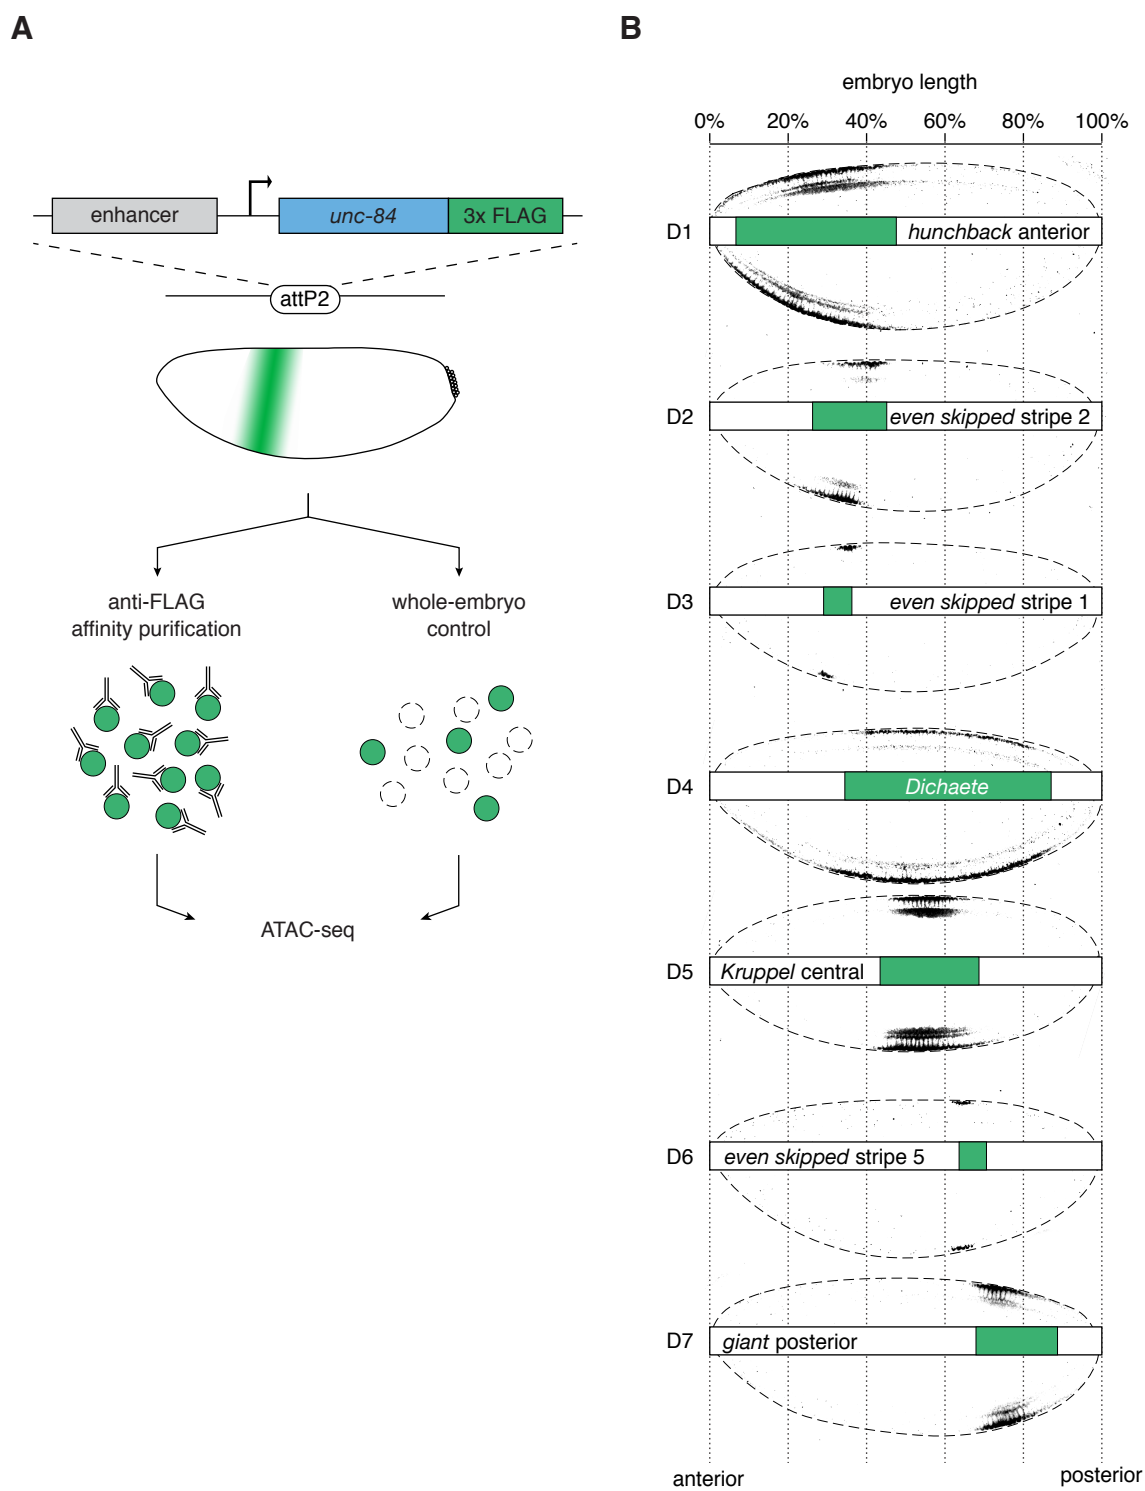 A
enhancer
unc-84
3x FLAG
attP2
anti-FLAG
affinity purification
whole-embryo
control
ATAC-seq
B
embryo length
0% 20% 40% 60% 80% 100%
D1 hunchback anterior
D2 even skipped stripe 2
D3 even skipped stripe 1
D4 Dichaete
D5 Kruppel central
D6 even skipped stripe 5
D7 giant posterior
anterior posterior